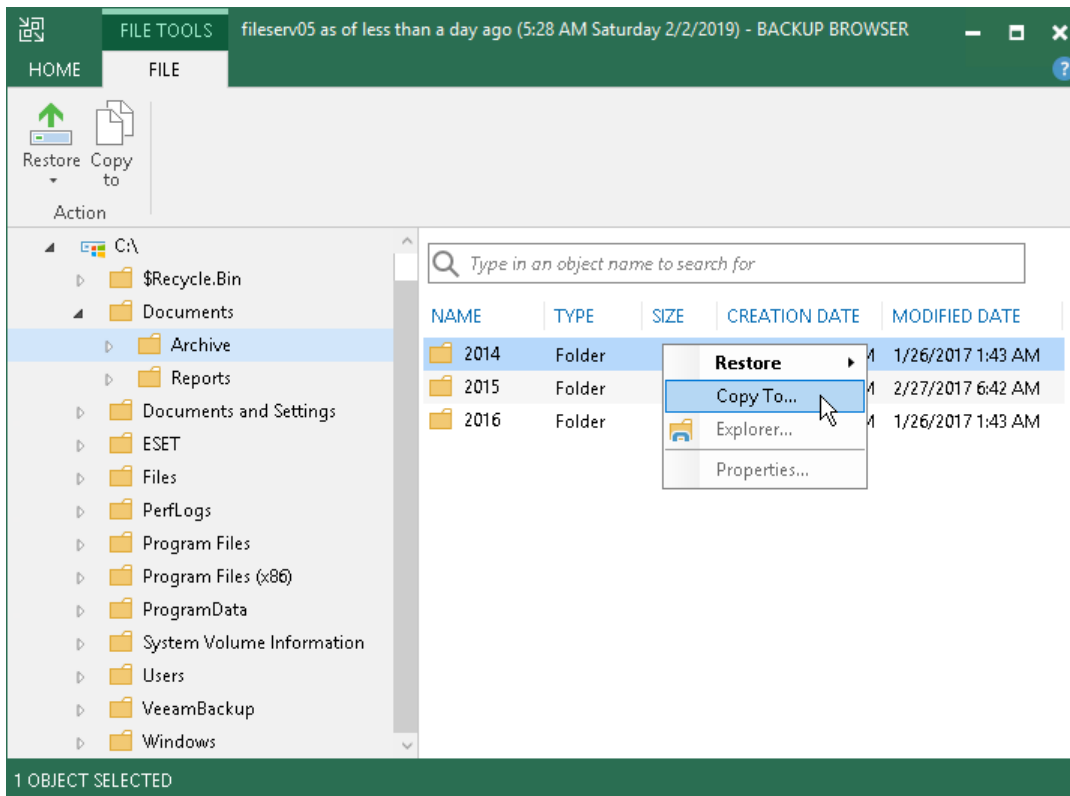 FILE TOOLS
fileserv05 as of less than a day ago (5:28 AM Saturday 2/2/2019) - BACKUP BROWSER
HOME
FILE
?
Restore
Copy to
Action
C:\
$Recycle.Bin
Documents
Archive
Reports
Documents and Settings
ESET
Files
PerfLogs
Program Files
Program Files (x86)
ProgramData
System Volume Information
Users
VeeamBackup
Windows
Type in an object name to search for
NAME TYPE SIZE CREATION DATE MODIFIED DATE
2014 Folder M 1/26/2017 1:43 AM
2015 Folder M 2/27/2017 6:42 AM
2016 Folder M 1/26/2017 1:43 AM
Restore
Copy To...
Explorer...
Properties...
1 OBJECT SELECTED